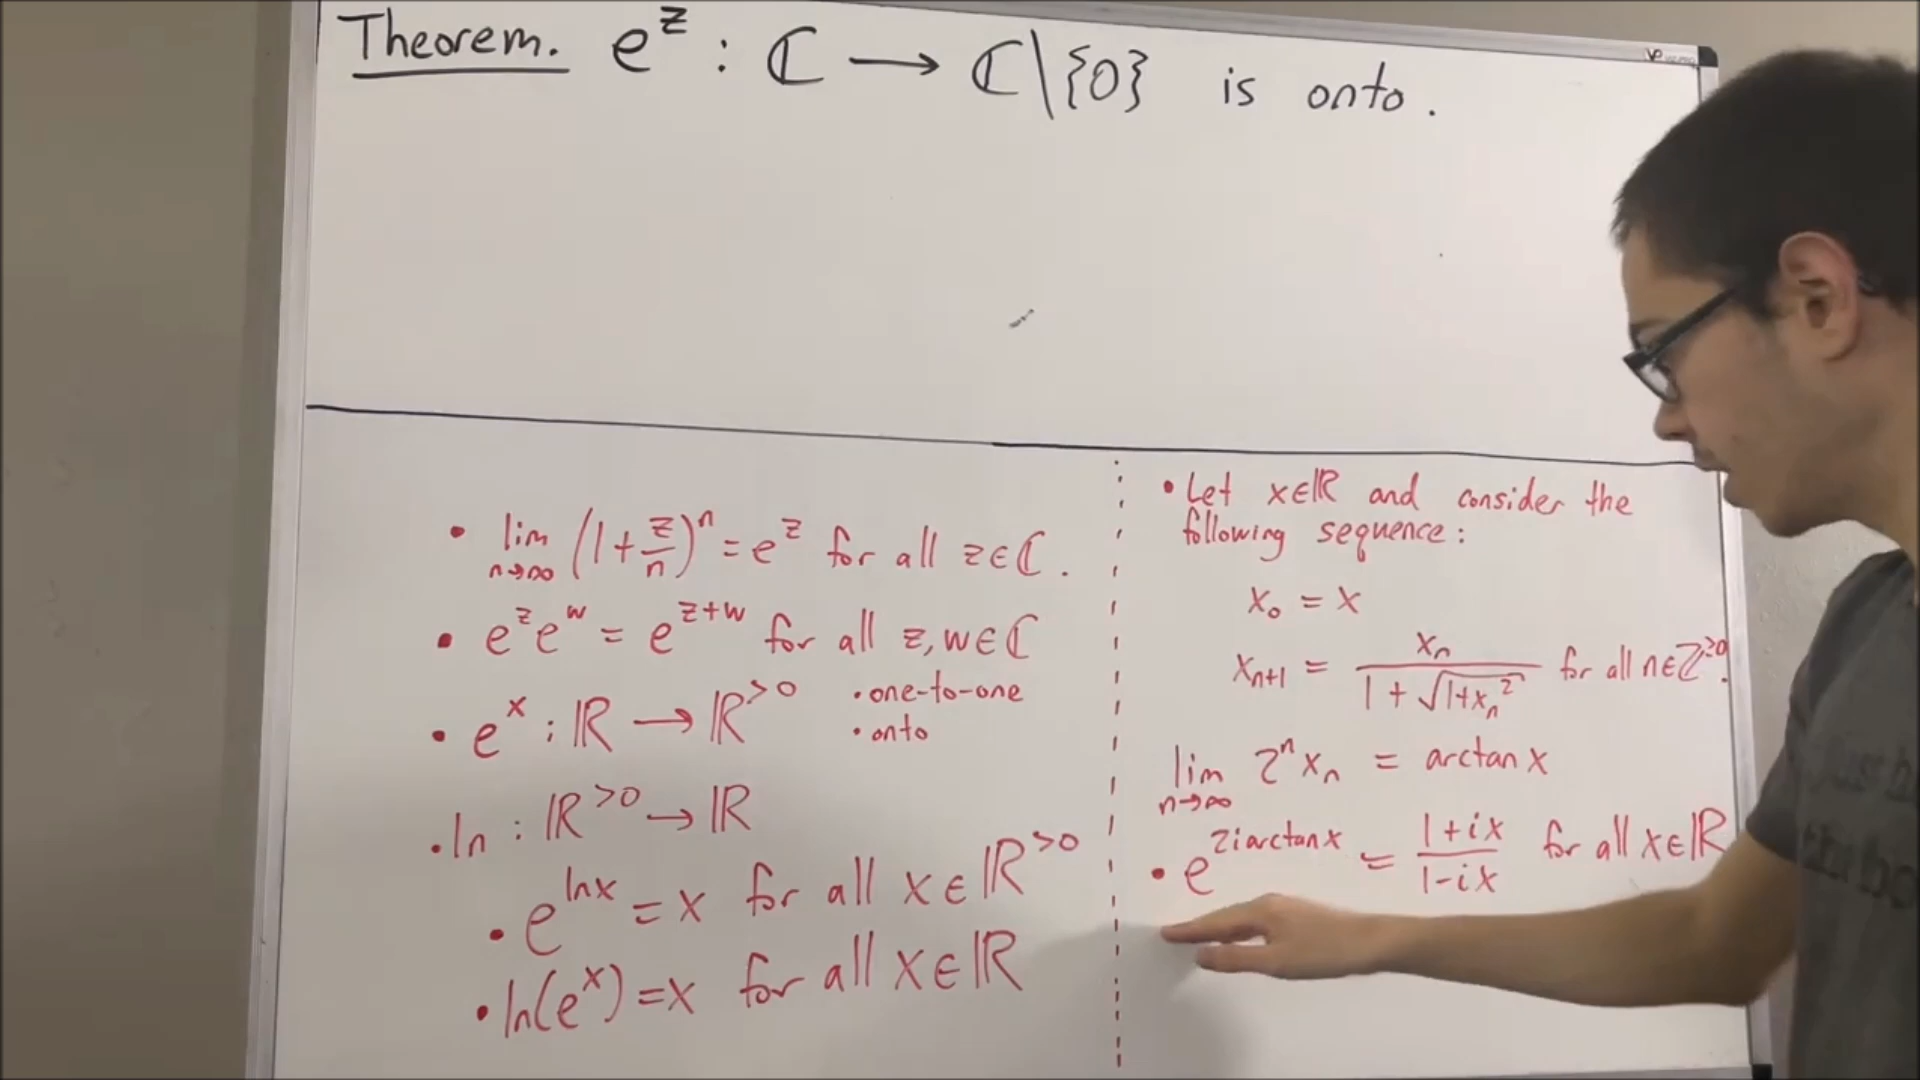 Theorem. e^z : ℂ → ℂ\{0} is onto.
• lim_{n→∞} (1+z/n)^n = e^z for all z∈ℂ.
• e^z e^w = e^{z+w} for all z,w∈ℂ
• e^x : ℝ → ℝ^{>0} • one-to-one
• onto
• ln : ℝ^{>0} → ℝ
• e^{lnx} = x for all x∈ℝ^{>0}
• ln(e^x) = x for all x∈ℝ
• Let x∈ℝ and consider the
following sequence:
x_0 = x
x_{n+1} = x_n / (1+√(1+x_n^2)) for all n∈ℤ^{≥0}.
lim_{n→∞} 2^n x_n = arctan x
• e^{2i arctan x} = (1+ix)/(1-ix) for all x∈ℝ